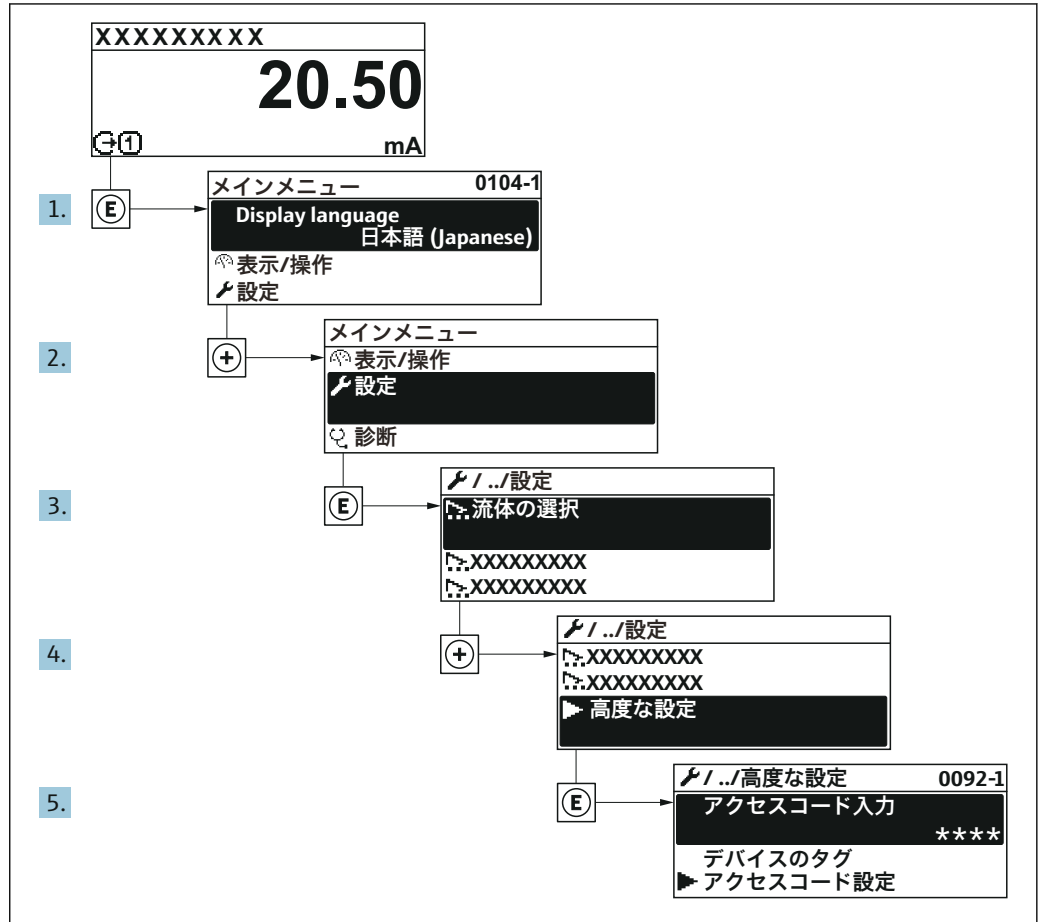 XXXXXXXXX
20.50
mA
1.
E
メインメニュー 0104-1
Display language
日本語 (Japanese)
表示/操作
設定
2.
+
メインメニュー
表示/操作
設定
診断
3.
E
/ ../設定
流体の選択
XXXXXXXXX
XXXXXXXXX
4.
+
/ ../設定
XXXXXXXXX
XXXXXXXXX
高度な設定
5.
E
/ ../高度な設定 0092-1
アクセスコード入力
****
デバイスのタグ
アクセスコード設定